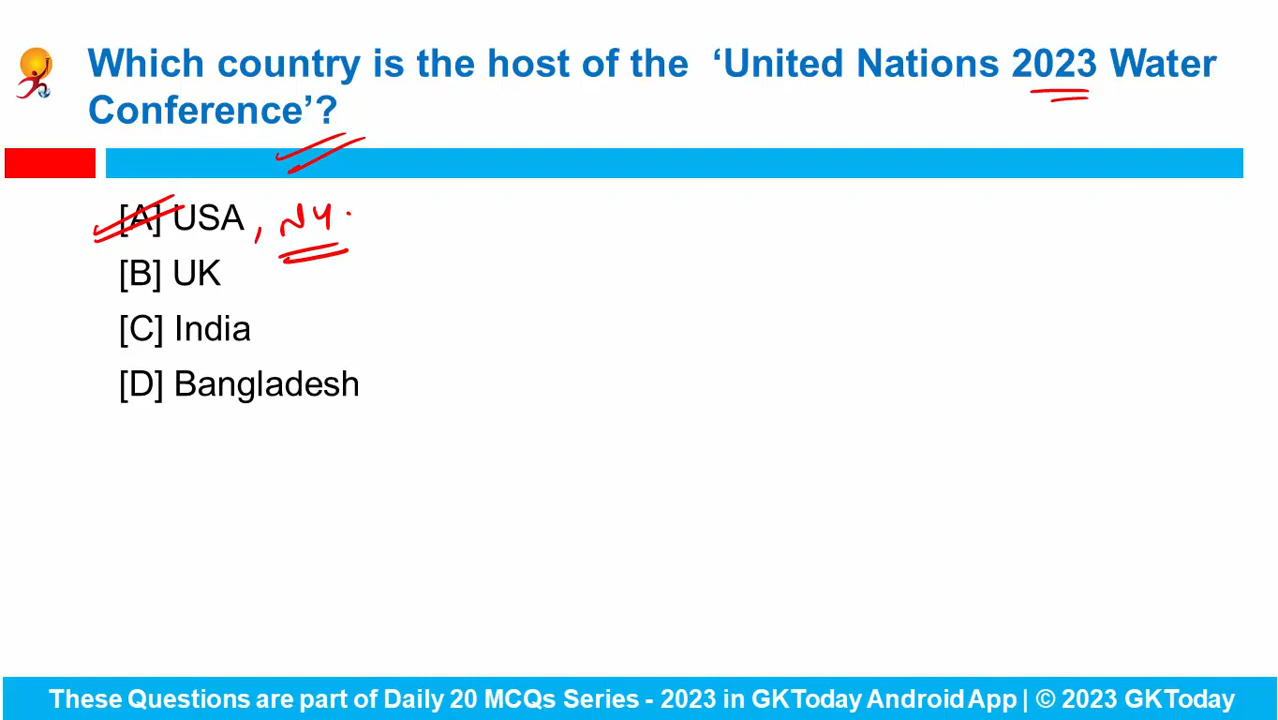 Which country is the host of the ‘United Nations 2023 Water
Conference’?
[A] USA , NY.
[B] UK
[C] India
[D] Bangladesh
These Questions are part of Daily 20 MCQs Series - 2023 in GKToday Android App | © 2023 GKToday